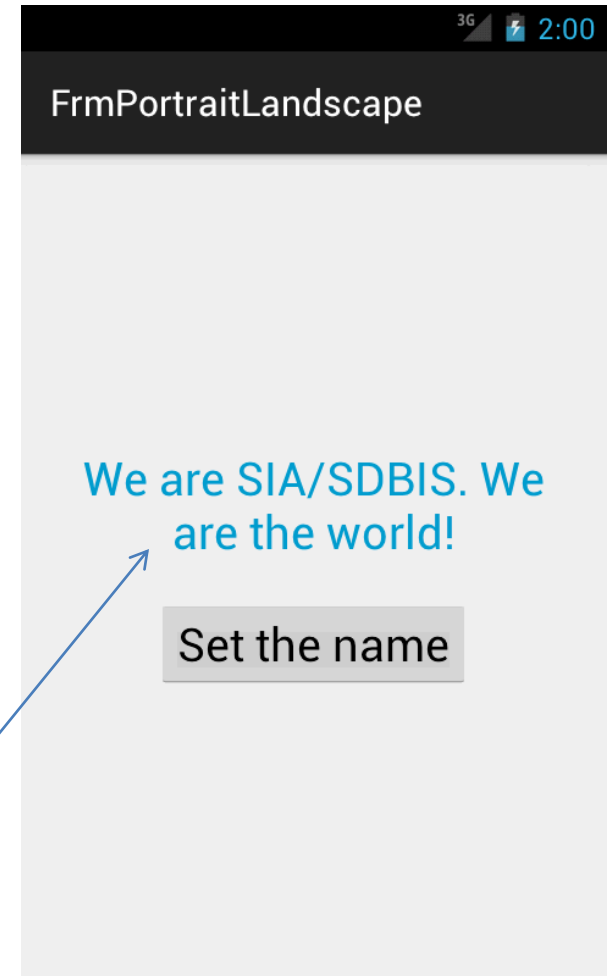 3G 2:00
FrmPortraitLandscape
We are SIA/SDBIS. We
are the world!
Set the name